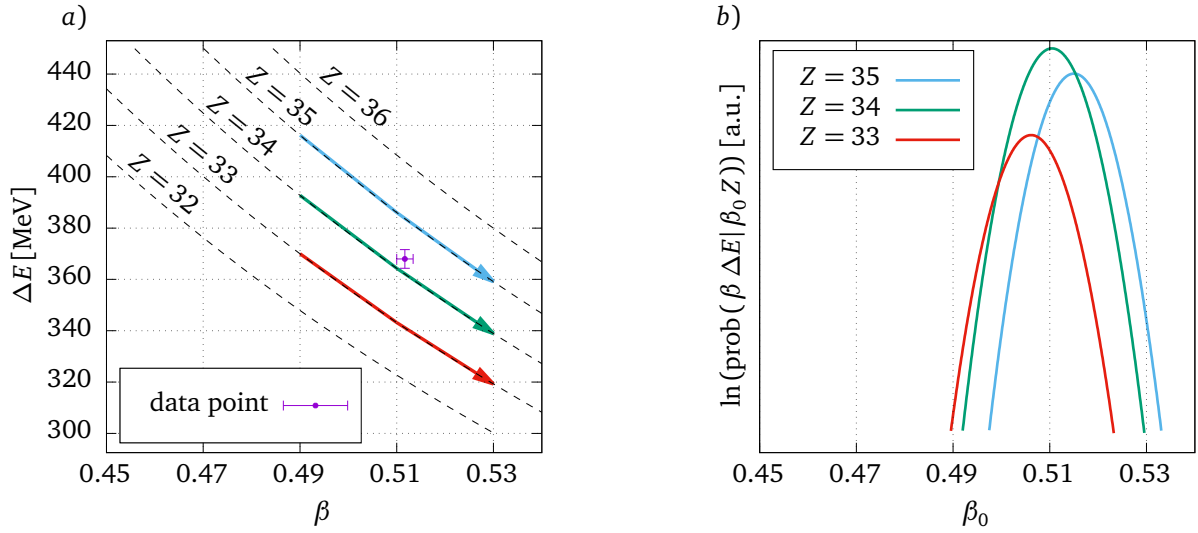 a)
ΔE [MeV]
440
420
400
380
360
340
320
300
Z = 36
Z = 35
Z = 34
Z = 33
Z = 32
data point
0.45 0.47 0.49 0.51 0.53
β
b)
ln (prob ( β ΔE| β₀ Z)) [a.u.]
Z = 35
Z = 34
Z = 33
0.45 0.47 0.49 0.51 0.53
β₀